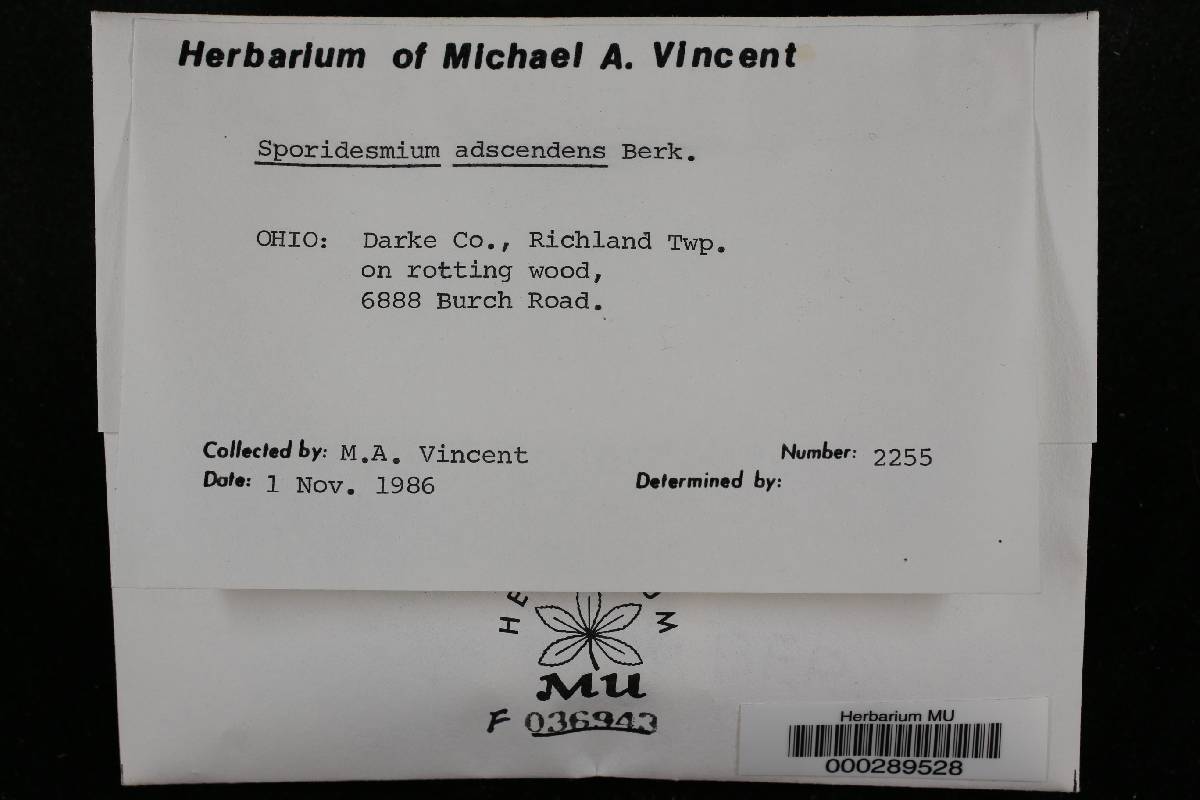 Herbarium of Michael A. Vincent
Sporidesmium adscendens Berk.
OHIO: Darke Co., Richland Twp.
on rotting wood,
6888 Burch Road.
Collected by: M.A. Vincent
Number: 2255
Date: 1 Nov. 1986
Determined by:
MU
F 036943
Herbarium MU
000289528